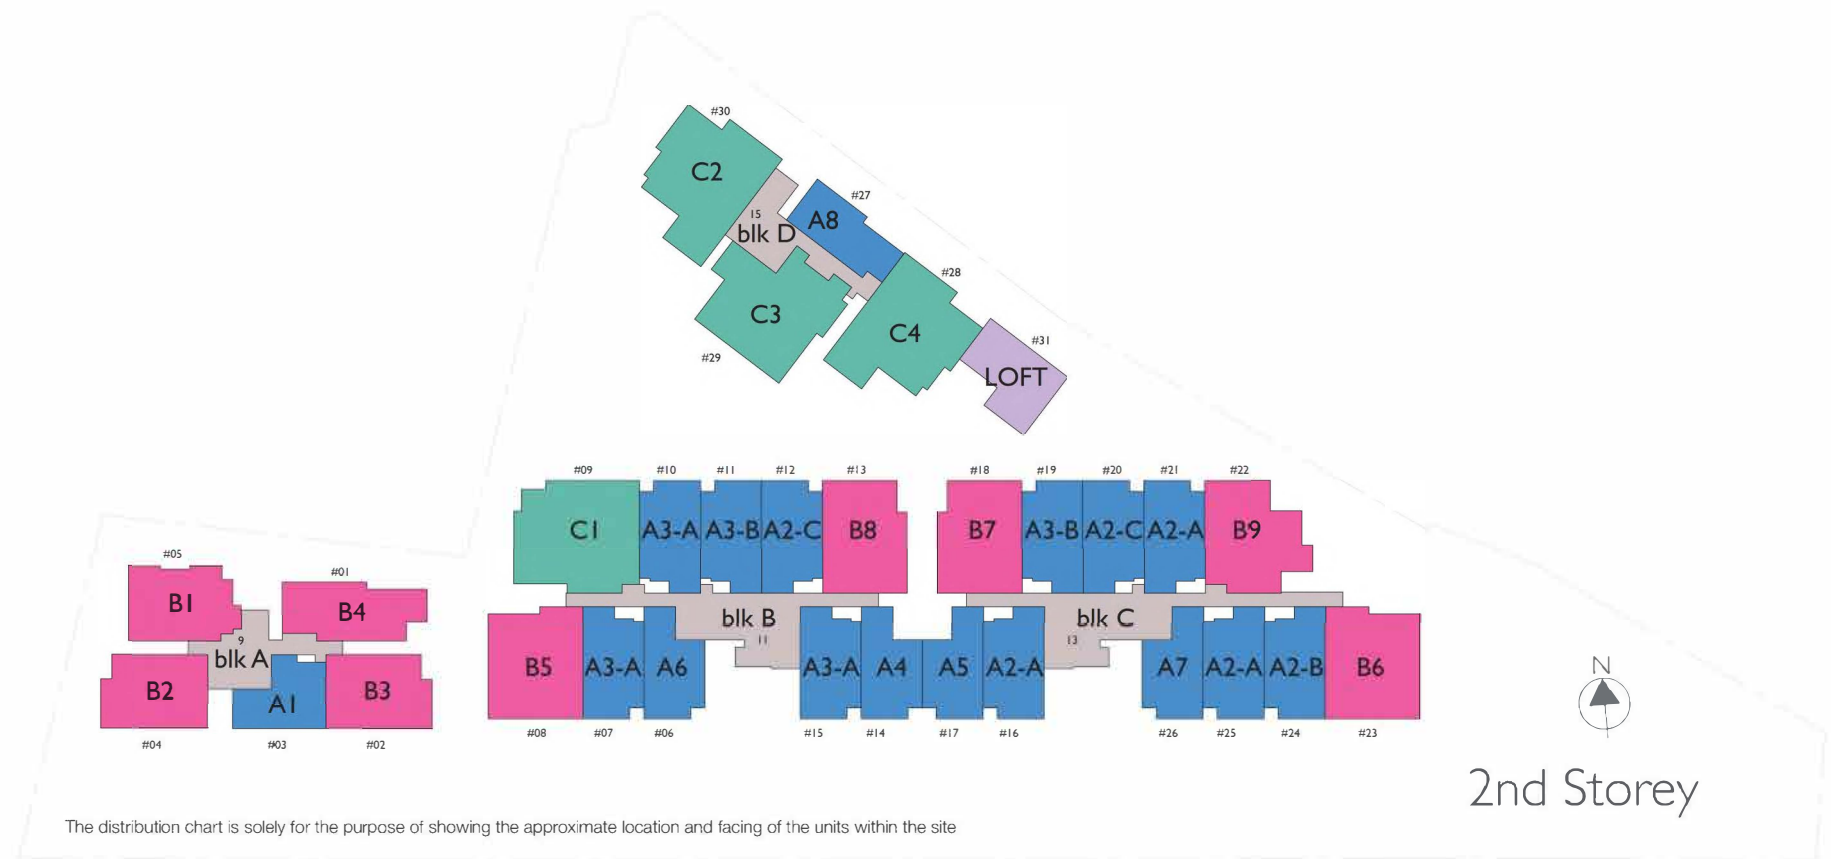 #30
C2
#27
A8
15
blk D
#28
C3
C4
#29
#31
LOFT
#09 #10 #11 #12 #13 #18 #19 #20 #21 #22
C1 A3-A A3-B A2-C B8 B7 A3-B A2-C A2-A B9
#05
#01
B1
B4
9
blk A
B2
A1
B3
#04 #03 #02
blk B
11
blk C
13
B5 A3-A A6 A3-A A4 A5 A2-A A7 A2-A A2-B B6
#08 #07 #06 #15 #14 #17 #16 #26 #25 #24 #23
N
2nd Storey
The distribution chart is solely for the purpose of showing the approximate location and facing of the units within the site